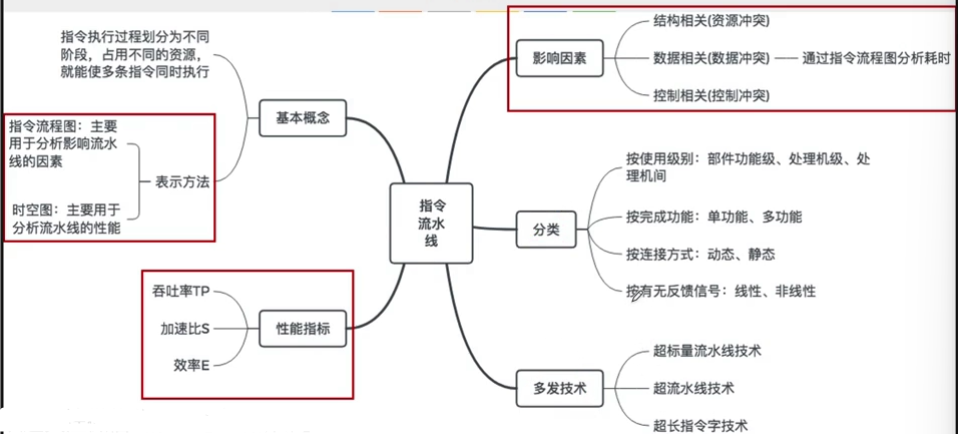 指令执行过程划分为不同
阶段，占用不同的资源，
就能使多条指令同时执行
基本概念
指令流程图：主要
用于分析影响流水
线的因素
表示方法
时空图：主要用于
分析流水线的性能
吞吐率TP
加速比S
效率E
性能指标
指令
流水
线
影响因素
结构相关(资源冲突)
数据相关(数据冲突)
通过指令流程图分析耗时
控制相关(控制冲突)
分类
按使用级别：部件功能级、处理机级、处
理机间
按完成功能：单功能、多功能
按连接方式：动态、静态
按有无反馈信号：线性、非线性
多发技术
超标量流水线技术
超流水线技术
超长指令字技术